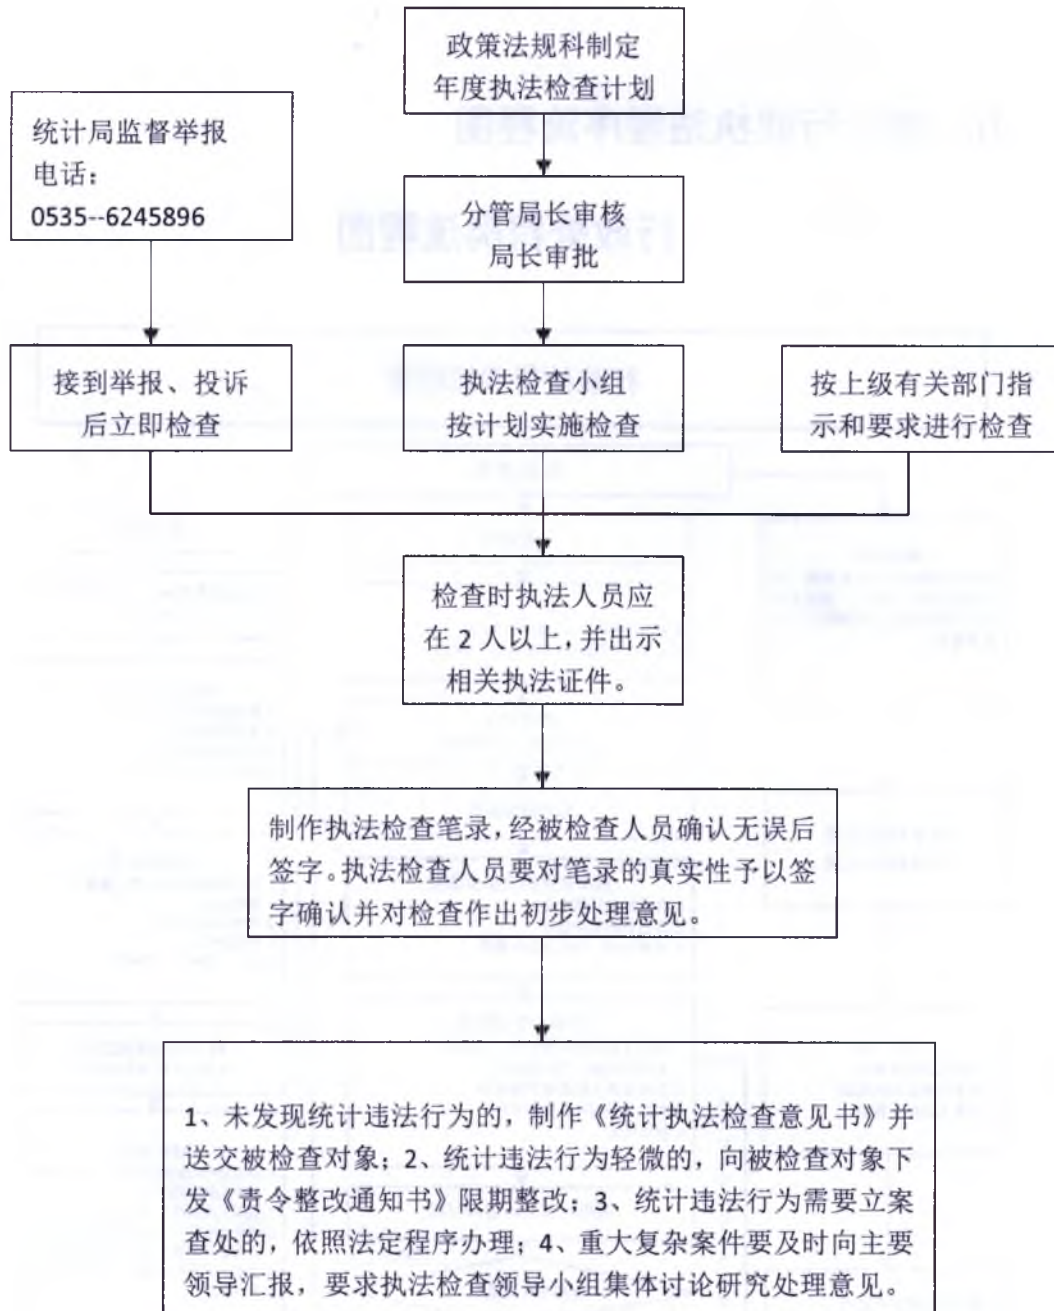 政策法规科制定
年度执法检查计划
统计局监督举报
电话：
0535--6245896
分管局长审核
局长审批
接到举报、投诉
后立即检查
执法检查小组
按计划实施检查
按上级有关部门指
示和要求进行检查
检查时执法人员应
在 2 人以上，并出示
相关执法证件。
制作执法检查笔录，经被检查人员确认无误后
签字。执法检查人员要对笔录的真实性予以签
字确认并对检查作出初步处理意见。
1、未发现统计违法行为的，制作《统计执法检查意见书》并
送交被检查对象；2、统计违法行为轻微的，向被检查对象下
发《责令整改通知书》限期整改；3、统计违法行为需要立案
查处的，依照法定程序办理；4、重大复杂案件要及时向主要
领导汇报，要求执法检查领导小组集体讨论研究处理意见。